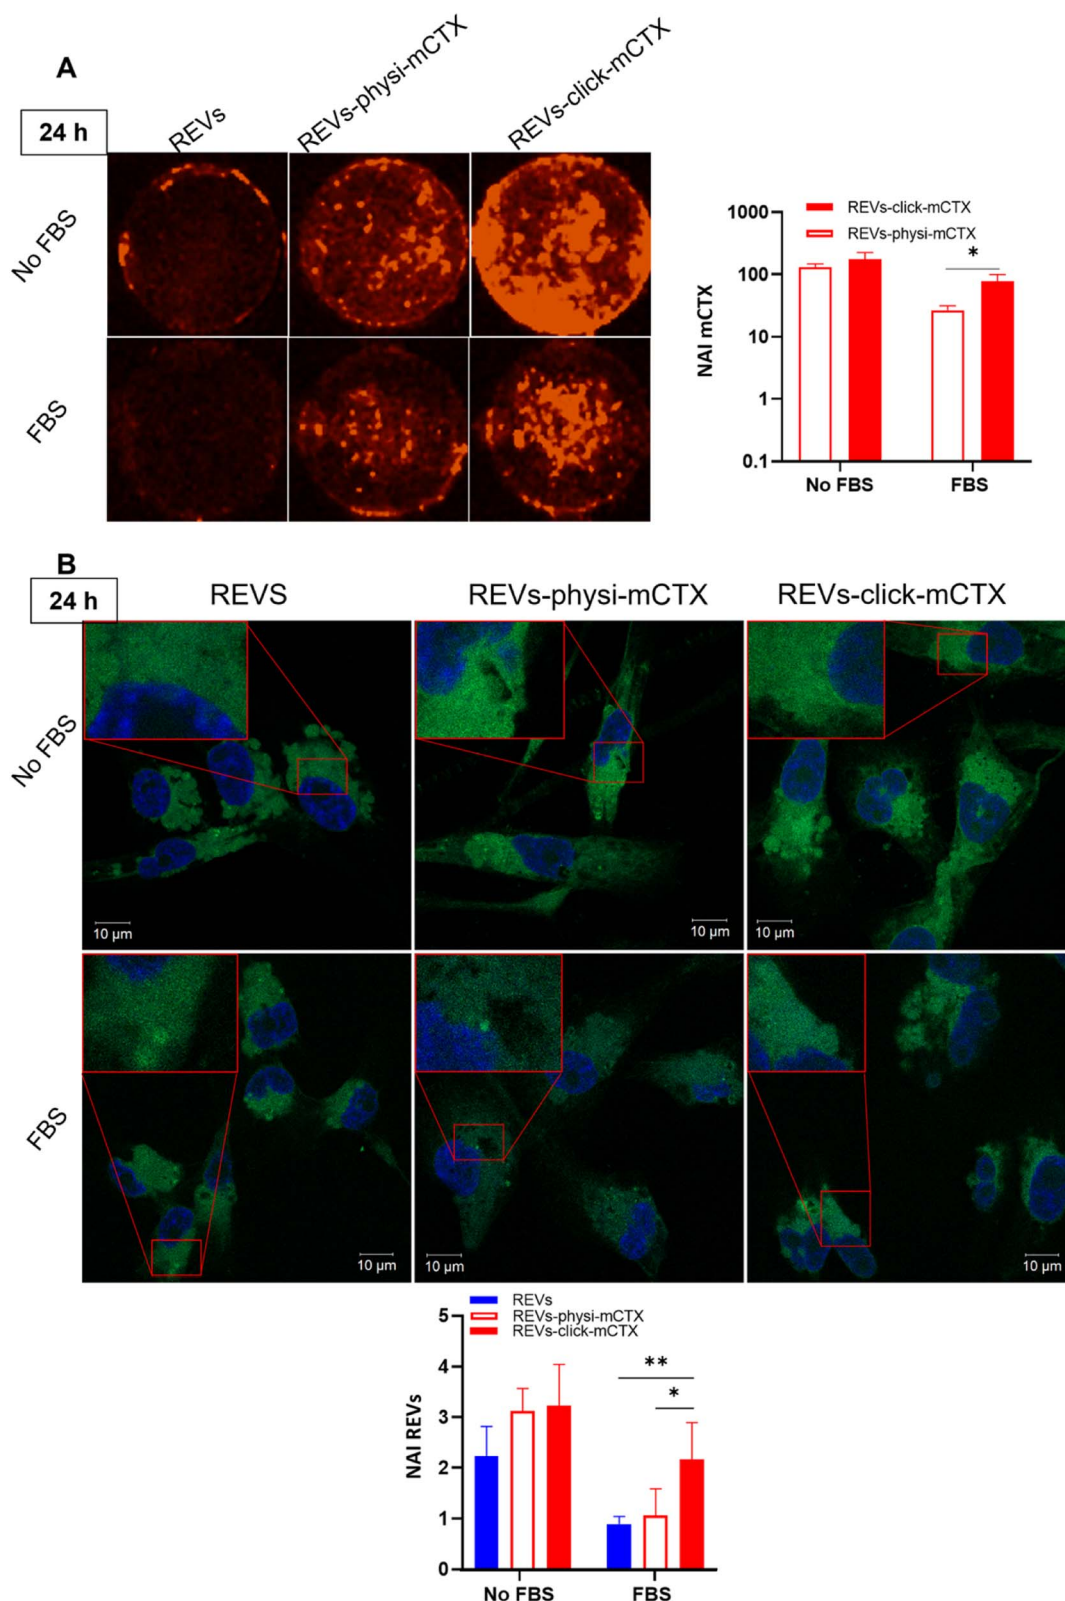 A
24 h
REVs
REVs-physi-mCTX
REVs-click-mCTX
No FBS
FBS
REVs-click-mCTX
REVs-physi-mCTX
1000
100
10
1
0.1
NAI mCTX
*
No FBS
FBS
B
24 h
REVS
REVs-physi-mCTX
REVs-click-mCTX
No FBS
10 µm
10 µm
10 µm
FBS
10 µm
10 µm
10 µm
REVs
REVs-physi-mCTX
REVs-click-mCTX
5
4
3
2
1
0
NAI REVs
**
*
No FBS
FBS